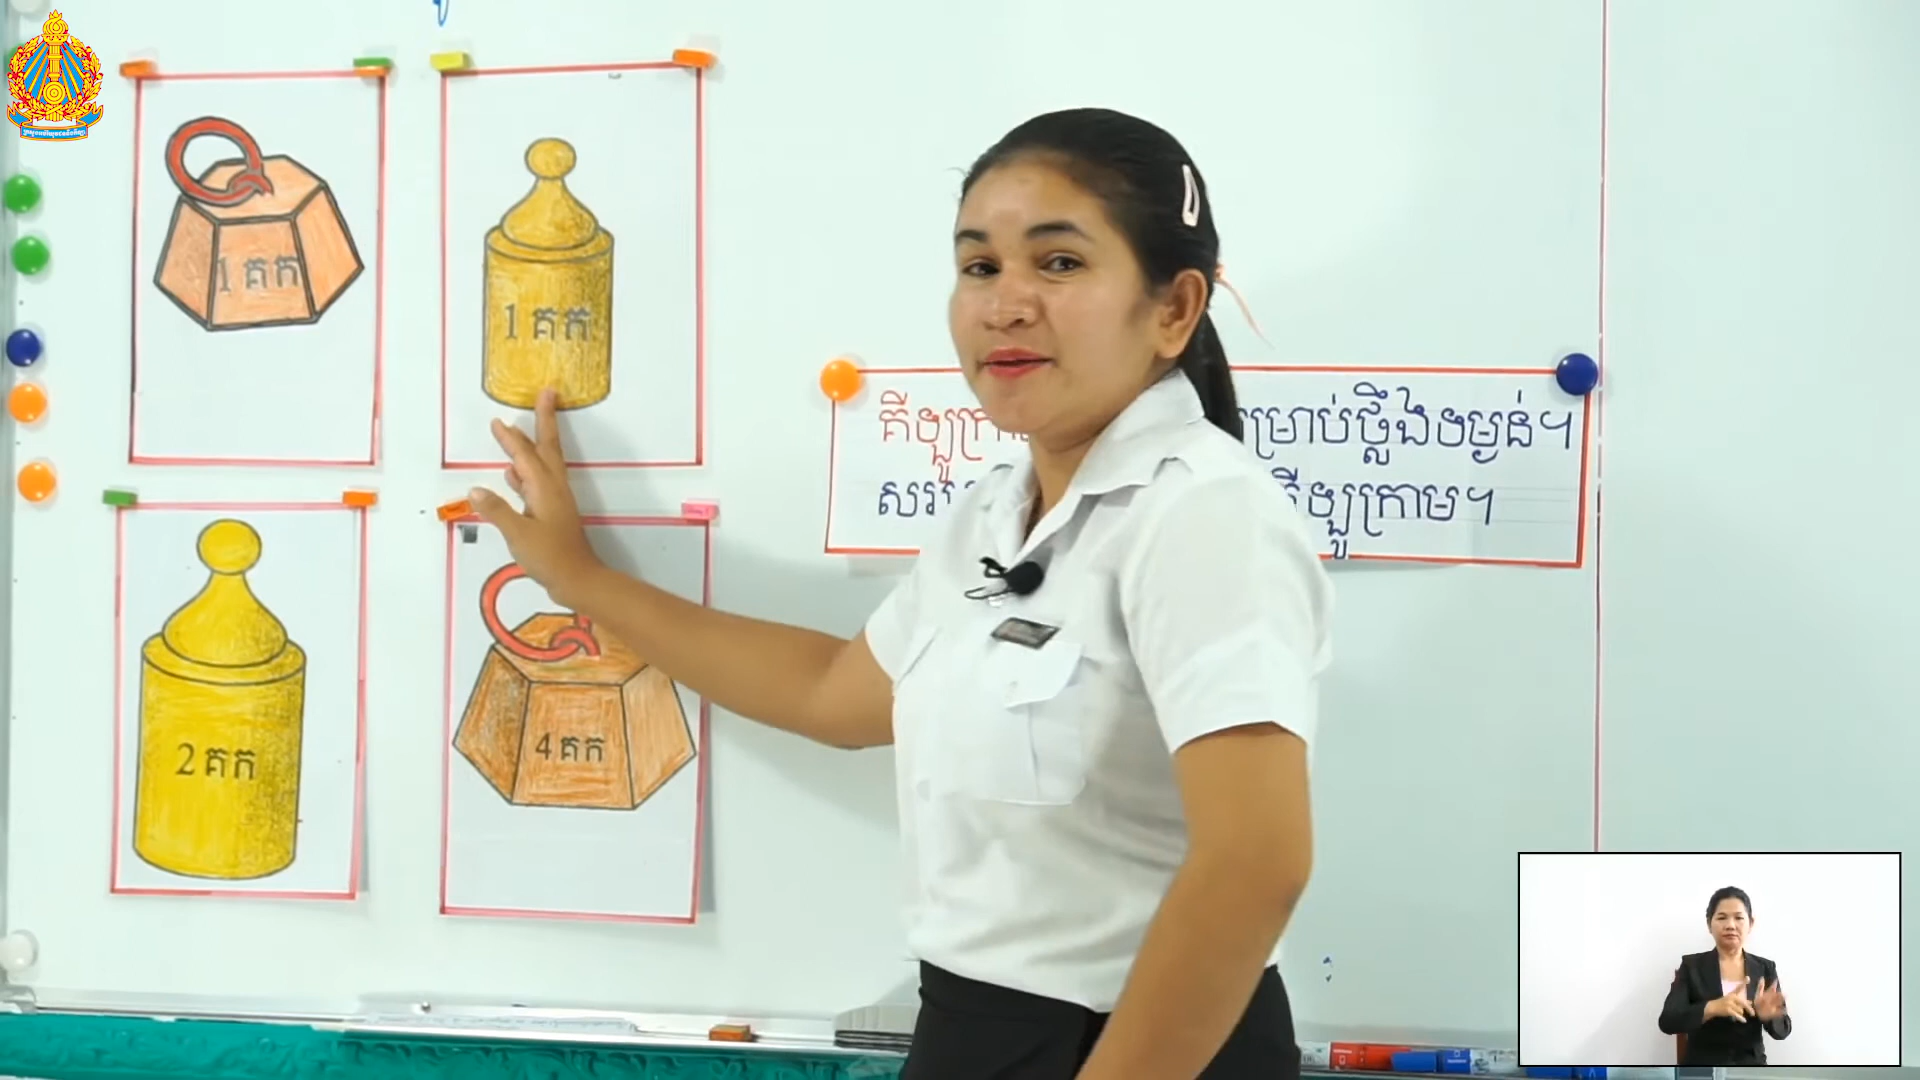 1 គក
1 គក
2 គក
4 គក
គីឡូក្រាម ម្រាប់ថ្លឹងទម្ងន់។
គីឡូក្រាម។